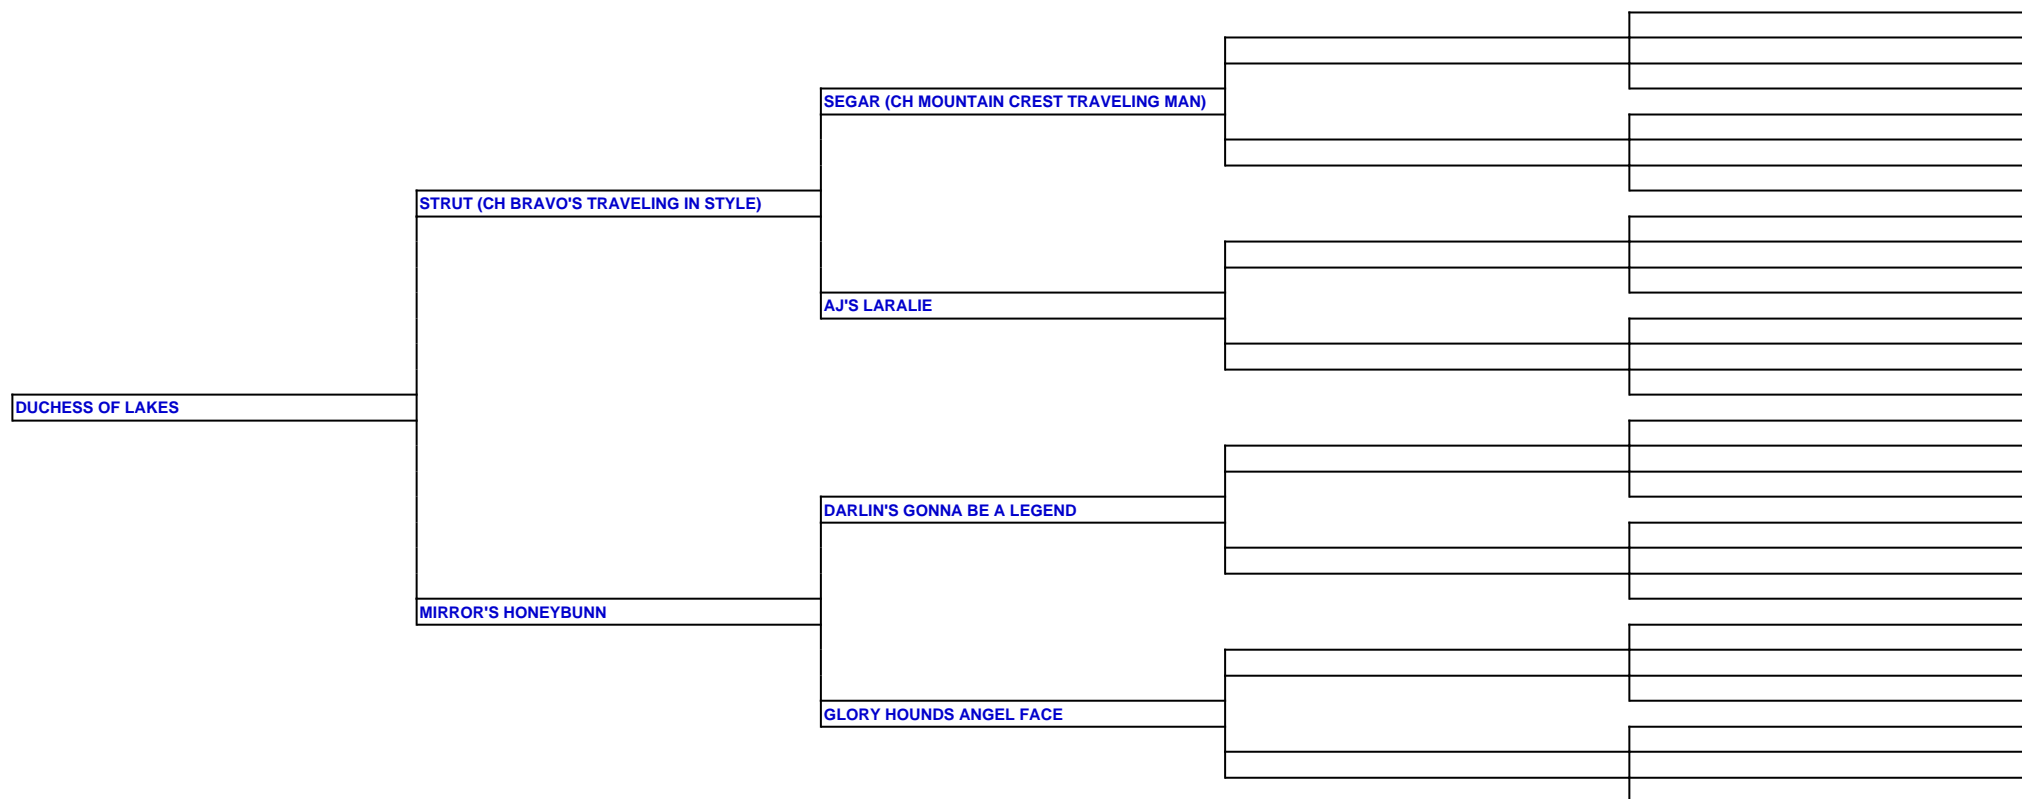 SEGAR (CH MOUNTAIN CREST TRAVELING MAN)
STRUT (CH BRAVO'S TRAVELING IN STYLE)
AJ'S LARALIE
DUCHESS OF LAKES
DARLIN'S GONNA BE A LEGEND
MIRROR'S HONEYBUNN
GLORY HOUNDS ANGEL FACE